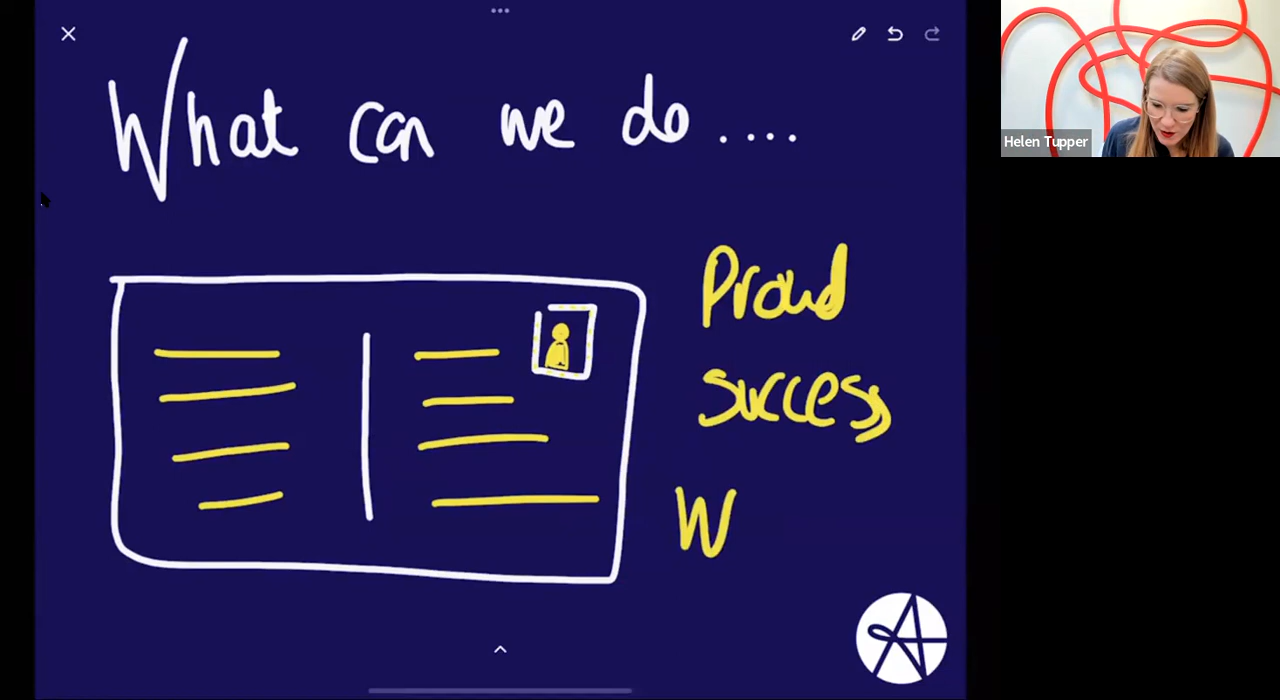 What can we do ....
Helen Tupper
Proud
success
W